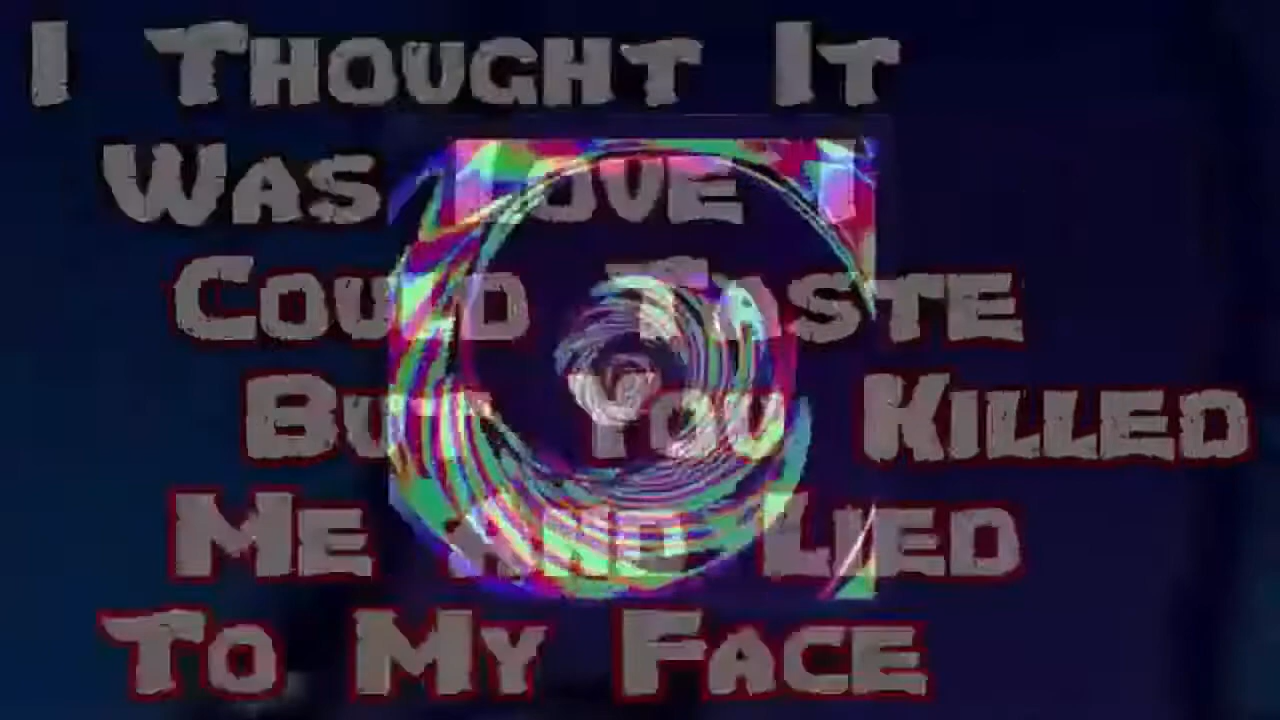 I Thought It
Was Love I
Could Taste
But You Killed
Me And Lied
To My Face